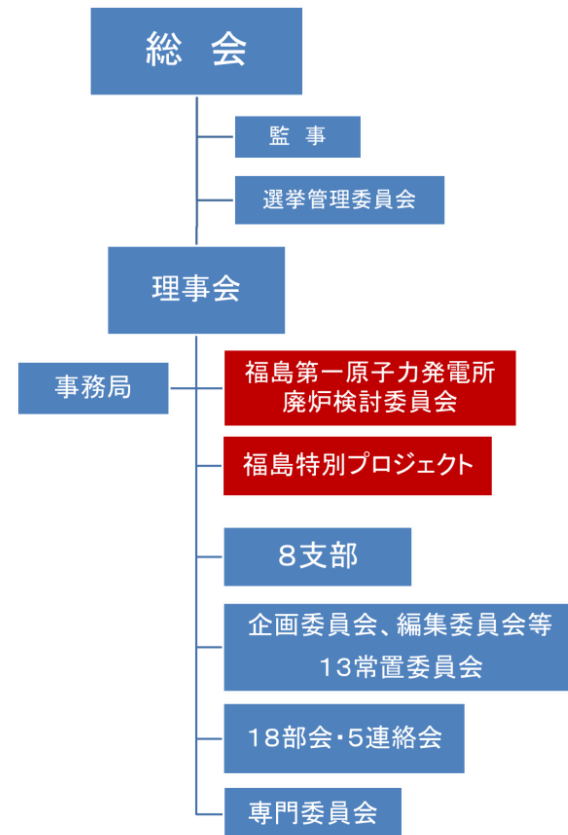 総　会
監　事
選挙管理委員会
理事会
事務局
福島第一原子力発電所
廃炉検討委員会
福島特別プロジェクト
８支部
企画委員会、編集委員会等
１３常置委員会
１８部会・５連絡会
専門委員会